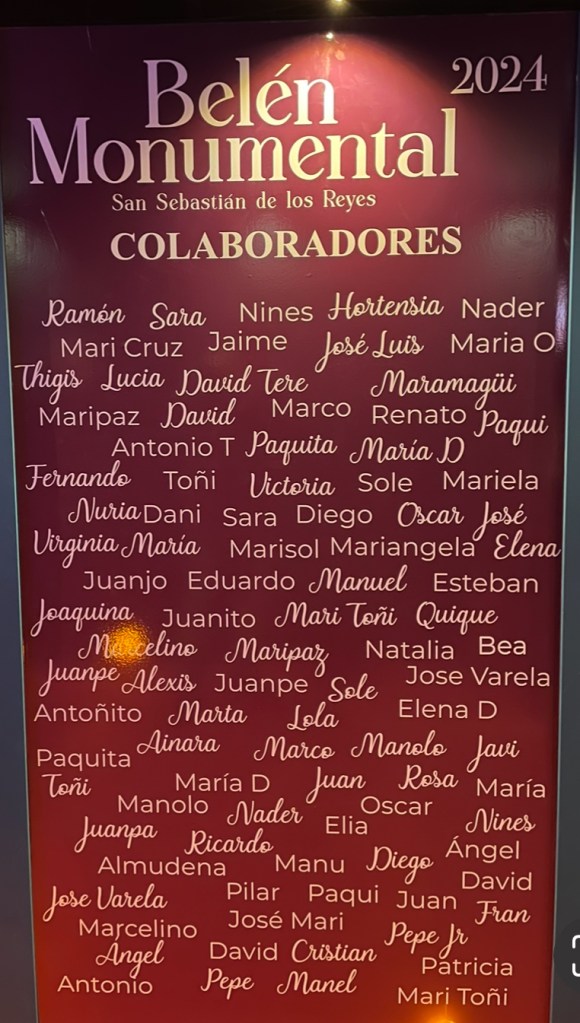 Belén 2024
Monumental
San Sebastián de los Reyes
COLABORADORES
Ramón Sara Nines Hortensia Nader
Mari Cruz Jaime José Luis Maria O
Thigis Lucia David Tere Maramagüi
Maripaz David Marco Renato Paqui
Antonio T Paquita María D
Fernando Toñi Victoria Sole Mariela
Nuria Dani Sara Diego Oscar José
Virginia María Marisol Mariangela Elena
Juanjo Eduardo Manuel Esteban
Joaquina Juanito Mari Toñi Quique
Marcelino Maripaz Natalia Bea
Juanpe Alexis Juanpe Sole Jose Varela
Antoñito Marta Lola Elena D
Paquita Ainara Marco Manolo Javi
Toñi María D Juan Rosa María
Manolo Nader Oscar
Juanpa Ricardo Elia Nines
Almudena Manu Diego Ángel
David
Jose Varela Pilar Paqui Juan Fran
Marcelino José Mari Pepe Jr
Angel David Cristian Patricia
Antonio Pepe Manel Mari Toñi